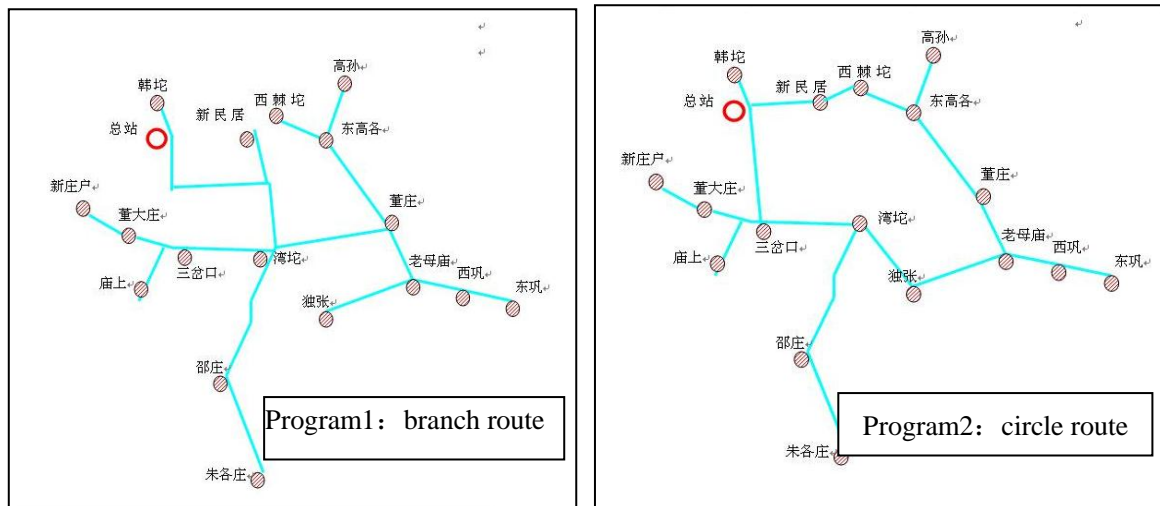 高孙
韩坨
西棘坨
新民居
总站
东高各
新庄户
董大庄
董庄
老母庙
庙上
三岔口
湾坨
西巩
东巩
独张
邵庄
Program1：branch route
朱各庄
高孙
韩坨
西棘坨
新民居
总站
东高各
新庄户
董大庄
董庄
湾坨
老母庙
三岔口
西巩
庙上
东巩
独张
邵庄
Program2：circle route
朱各庄